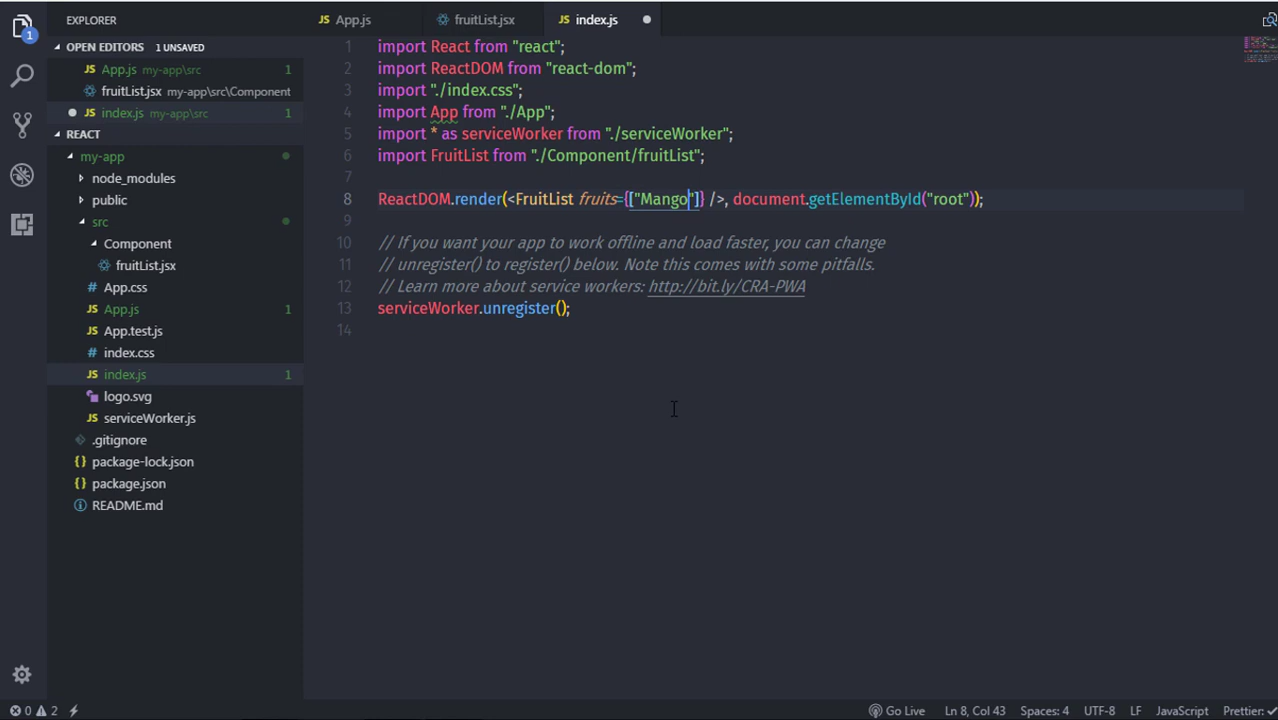 EXPLORER
App.js
fruitList.jsx
index.js
1
OPEN EDITORS 1 UNSAVED
JS App.js my-app\src 1
fruitList.jsx my-app\src\Component
JS index.js my-app\src 1
REACT
my-app
node_modules
public
src
Component
fruitList.jsx
# App.css
JS App.js 1
JS App.test.js
# index.css
JS index.js 1
logo.svg
JS serviceWorker.js
.gitignore
{} package-lock.json
{} package.json
README.md
1 import React from "react";
2 import ReactDOM from "react-dom";
3 import "./index.css";
4 import App from "./App";
5 import * as serviceWorker from "./serviceWorker";
6 import FruitList from "./Component/fruitList";
7
8 ReactDOM.render(<FruitList fruits={["Mango"]} />, document.getElementById("root"));
9
10 // If you want your app to work offline and load faster, you can change
11 // unregister() to register() below. Note this comes with some pitfalls.
12 // Learn more about service workers: http://bit.ly/CRA-PWA
13 serviceWorker.unregister();
14
0 2 Go Live Ln 8, Col 43 Spaces: 4 UTF-8 LF JavaScript Prettier: ✓